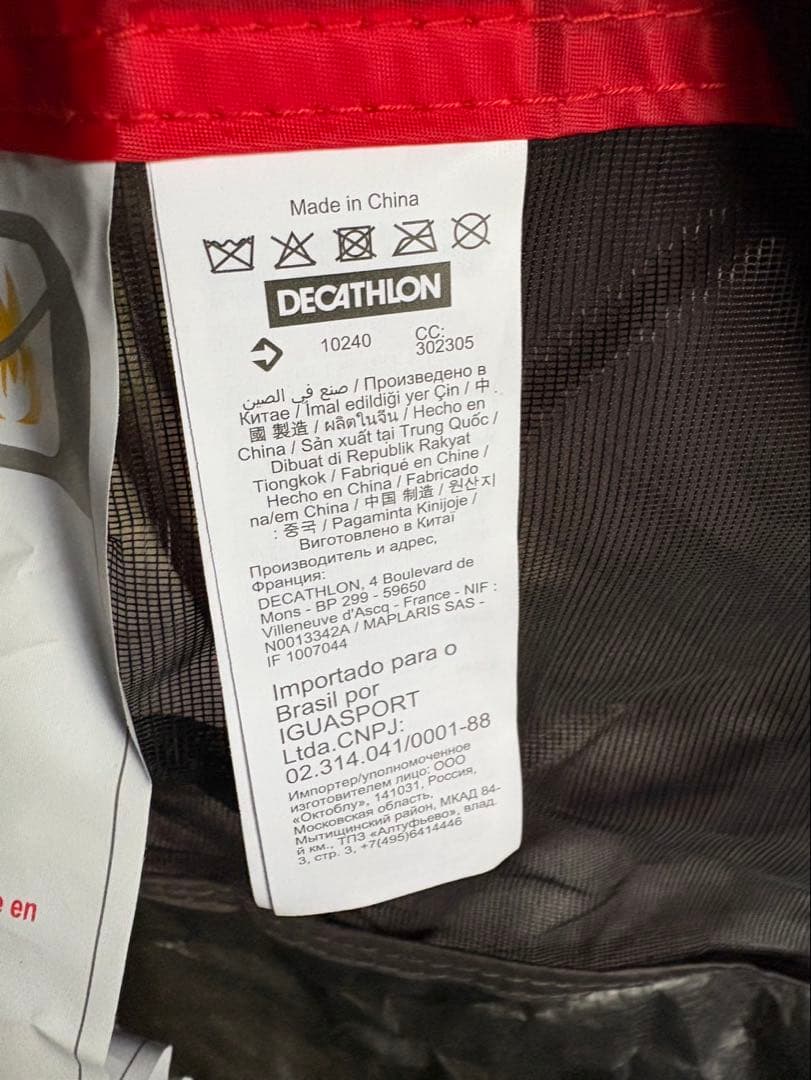 Made in China
DECATHLON
10240
CC:
302305
صنع في الصين / Произведено в
Китае / İmal edildiği yer Çin / 中
國 製造 / ผลิตในจีน / Hecho en
China / Sản xuất tại Trung Quốc /
Dibuat di Republik Rakyat
Tiongkok / Fabriqué en Chine /
Hecho en China / Fabricado
na/em China / 中国 制造 / 원산지
: 중국 / Pagaminta Kinijoje /
Виготовлено в Китаї
Производитель и адрес,
Франция:
DECATHLON, 4 Boulevard de
Mons - BP 299 - 59650
Villeneuve d'Ascq - France - NIF :
N0013342A / MAPLARIS SAS -
IF 1007044
Importado para o
Brasil por
IGUASPORT
Ltda.CNPJ:
02.314.041/0001-88
Импортер/уполномоченное
изготовителем лицо: ООО
«Октоблу», 141031, Россия,
Московская область,
Мытищинский район, МКАД 84-
й км., ТПЗ «Алтуфьево», влад.
3, стр. 3, +7(495)6414446
en